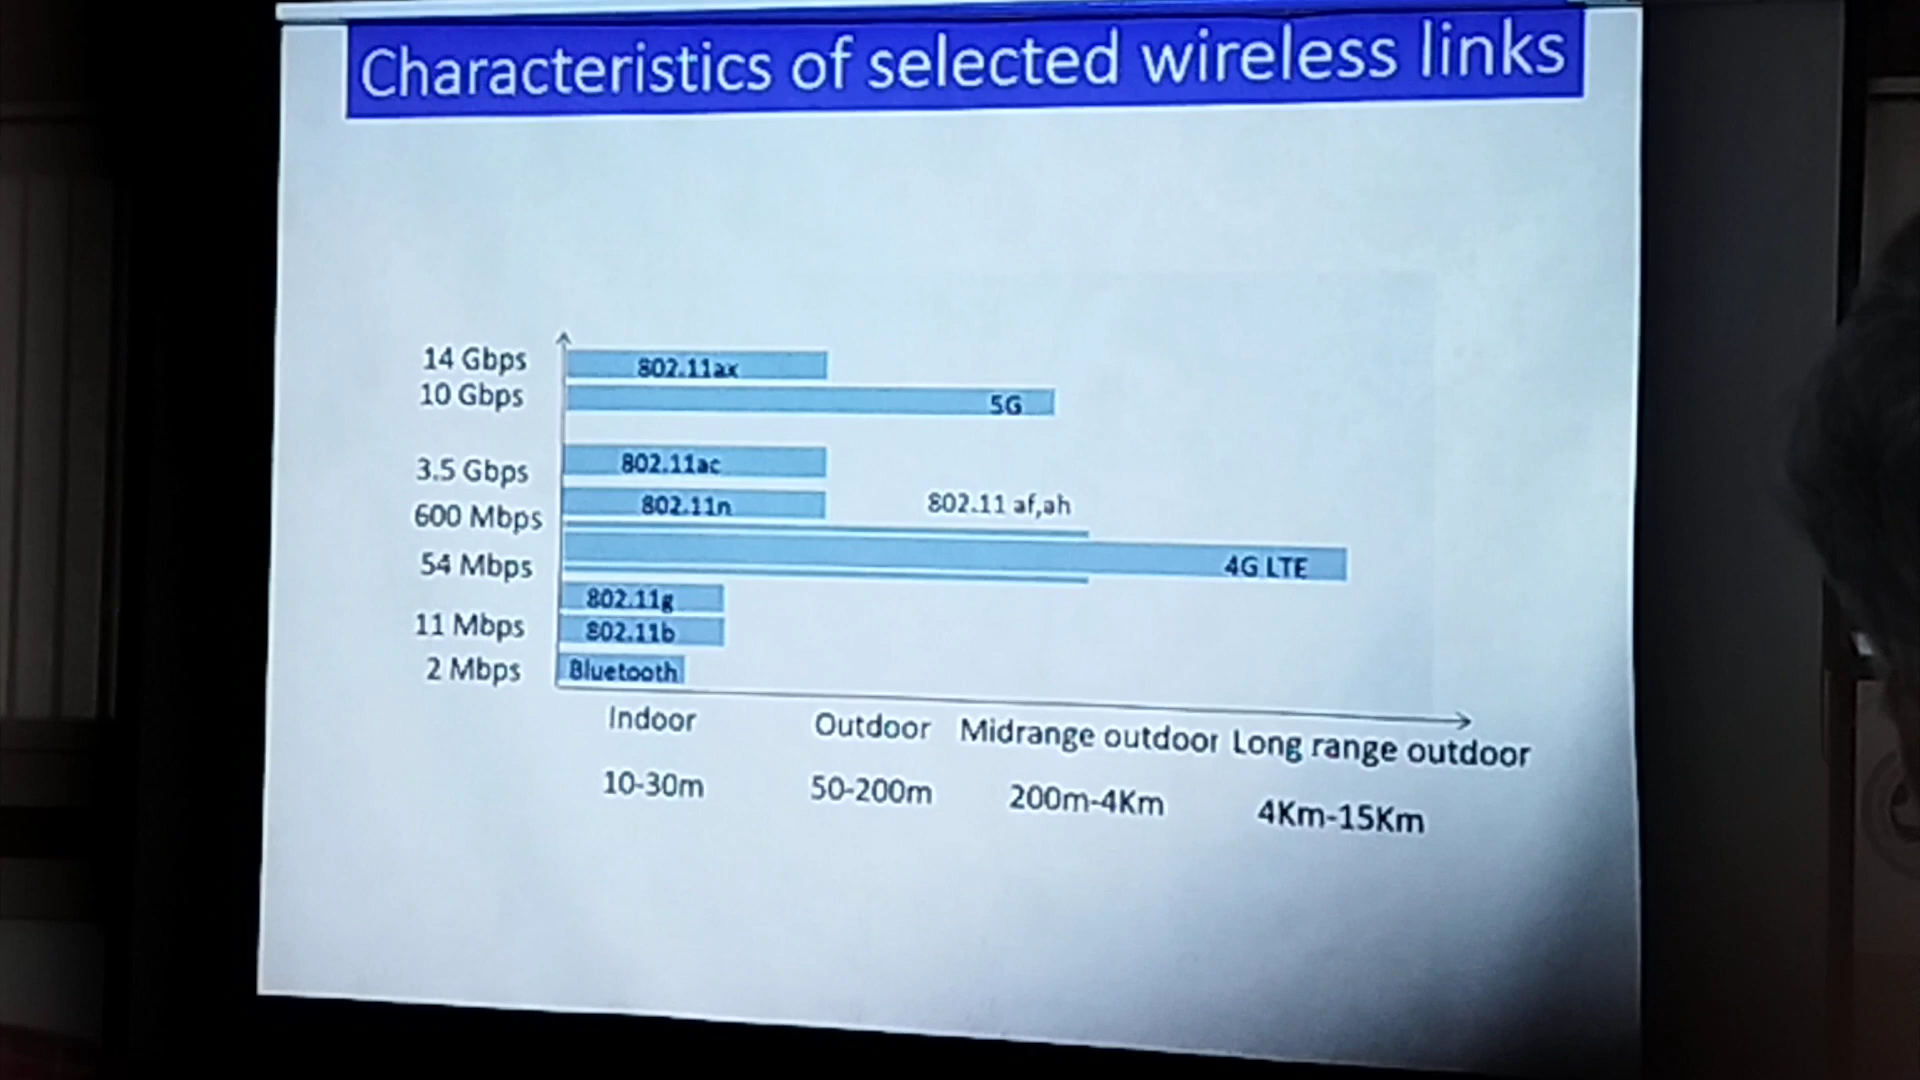 Characteristics of selected wireless links
14 Gbps
802.11ax
10 Gbps
5G
3.5 Gbps
802.11ac
600 Mbps
802.11n
802.11 af,ah
54 Mbps
4G LTE
802.11g
11 Mbps
802.11b
2 Mbps
Bluetooth
Indoor Outdoor Midrange outdoor Long range outdoor
10-30m 50-200m 200m-4Km 4Km-15Km